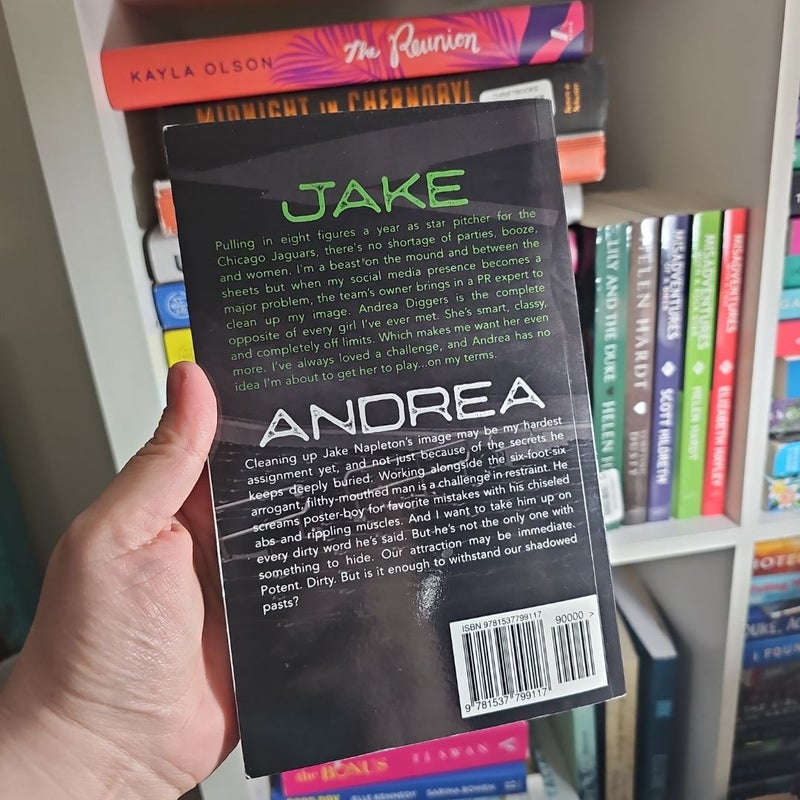 KAYLA OLSON The Reunion
MIDNIGHT IN CHERNOBYL
JAKE
Pulling in eight figures a year as star pitcher for the
Chicago Jaguars, there's no shortage of parties, booze,
and women. I'm a beast on the mound and between the
sheets but when my social media presence becomes a
major problem, the team's owner brings in a PR expert to
clean up my image. Andrea Diggers is the complete
opposite of every girl I've ever met. She's smart, classy,
and completely off limits. Which makes me want her even
more. I've always loved a challenge, and Andrea has no
idea I'm about to get her to play...on my terms.
ANDREA
Cleaning up Jake Napleton's image may be my hardest
assignment yet, and not just because of the secrets he
keeps deeply buried. Working alongside the six-foot-six
arrogant, filthy-mouthed man is a challenge in restraint. He
screams poster-boy for favorite mistakes with his chiseled
abs and rippling muscles. And I want to take him up on
every dirty word he's said. But he's not the only one with
something to hide. Our attraction may be immediate.
Potent. Dirty. But is it enough to withstand our shadowed
pasts?
ISBN 9781537799117
90000 >
9 781537 799117
LILY AND THE DUKE HELEN
HELEN HARDT
MISADVENTURES SCOTT HILDRETH
MISADVENTURES HELEN HARDT
MISADVENTURES ELIZABETH HAYLEY
the BONUS
ELLE KENNEDY SARINA BOWEN